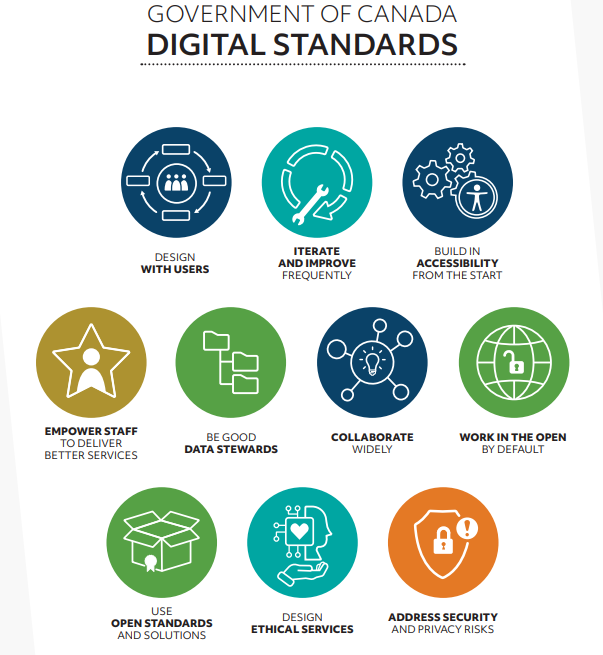 GOVERNMENT OF CANADA
DIGITAL STANDARDS
DESIGN
WITH USERS
ITERATE
AND IMPROVE
FREQUENTLY
BUILD IN
ACCESSIBILITY
FROM THE START
EMPOWER STAFF
TO DELIVER
BETTER SERVICES
BE GOOD
DATA STEWARDS
COLLABORATE
WIDELY
WORK IN THE OPEN
BY DEFAULT
USE
OPEN STANDARDS
AND SOLUTIONS
DESIGN
ETHICAL SERVICES
ADDRESS SECURITY
AND PRIVACY RISKS